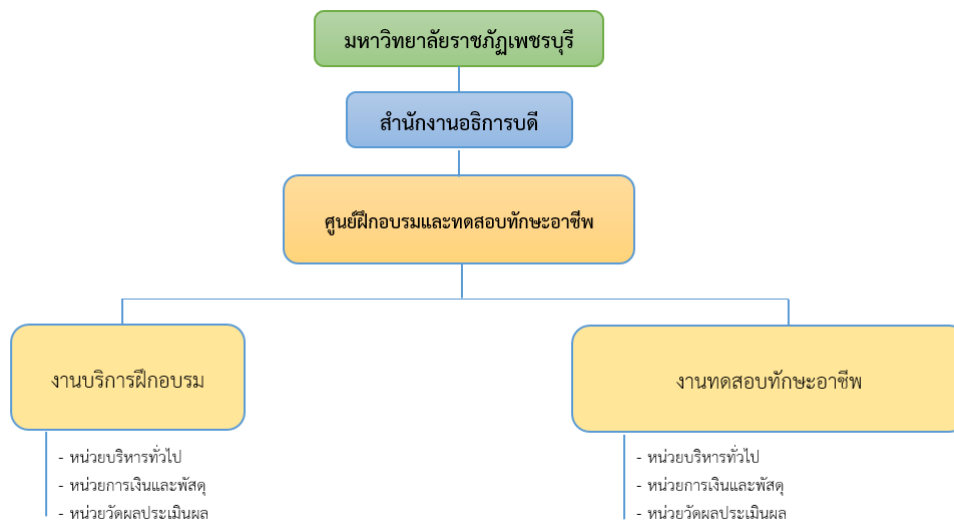 มหาวิทยาลัยราชภัฏเพชรบุรี
สำนักงานอธิการบดี
ศูนย์ฝึกอบรมและทดสอบทักษะอาชีพ
งานบริการฝึกอบรม
- หน่วยบริหารทั่วไป
- หน่วยการเงินและพัสดุ
- หน่วยวัดผลประเมินผล
งานทดสอบทักษะอาชีพ
- หน่วยบริหารทั่วไป
- หน่วยการเงินและพัสดุ
- หน่วยวัดผลประเมินผล